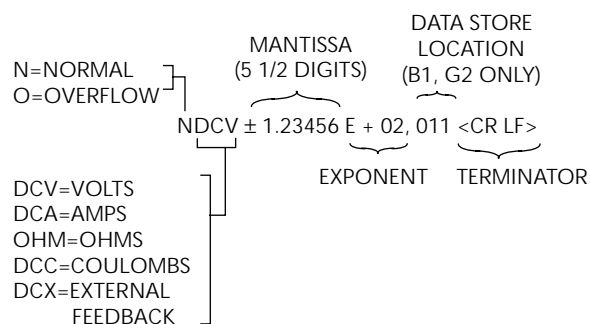 DATA STORE
LOCATION
(B1, G2 ONLY)
MANTISSA
(5 1/2 DIGITS)
N=NORMAL
O=OVERFLOW
NDCV ± 1.23456 E + 02, 011 <CR LF>
EXPONENT
TERMINATOR
DCV=VOLTS
DCA=AMPS
OHM=OHMS
DCC=COULOMBS
DCX=EXTERNAL
FEEDBACK